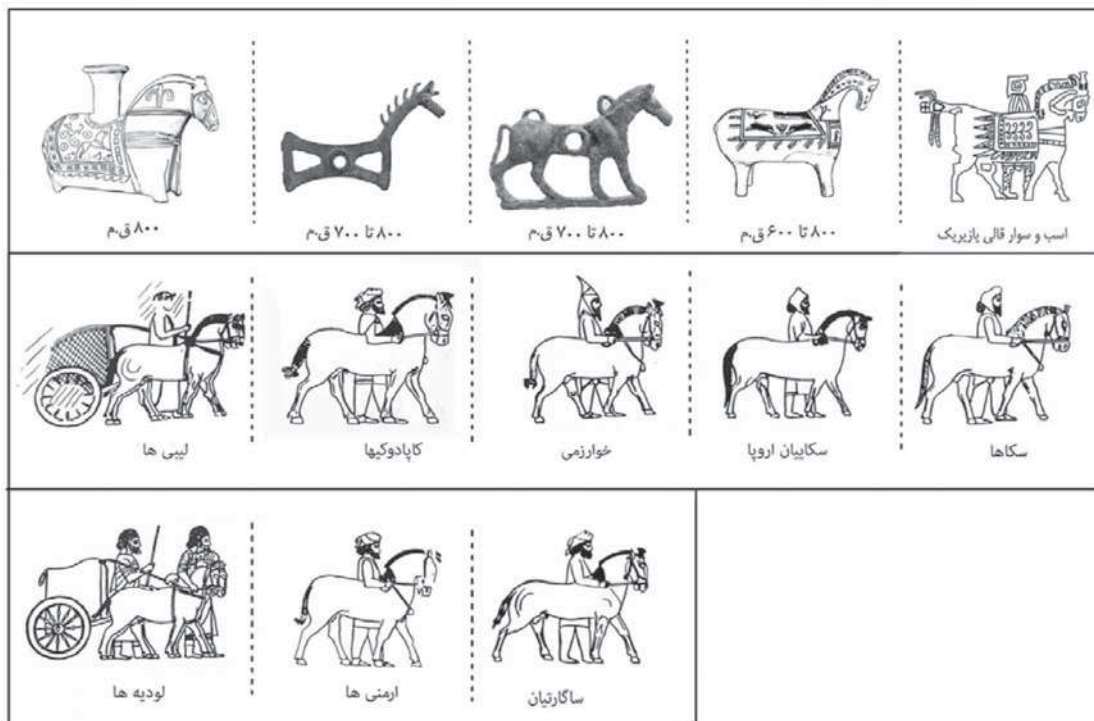 اسب و سوار قالی پازیریک
۸۰۰ تا ۶۰۰ ق.م
۸۰۰ تا ۷۰۰ ق.م
۸۰۰ تا ۷۰۰ ق.م
۸۰۰ ق.م
سکاها
سکاییان اروپا
خوارزمی
کاپادوکیها
لیبی ها
ساگارتیان
ارمنی ها
لودیه ها